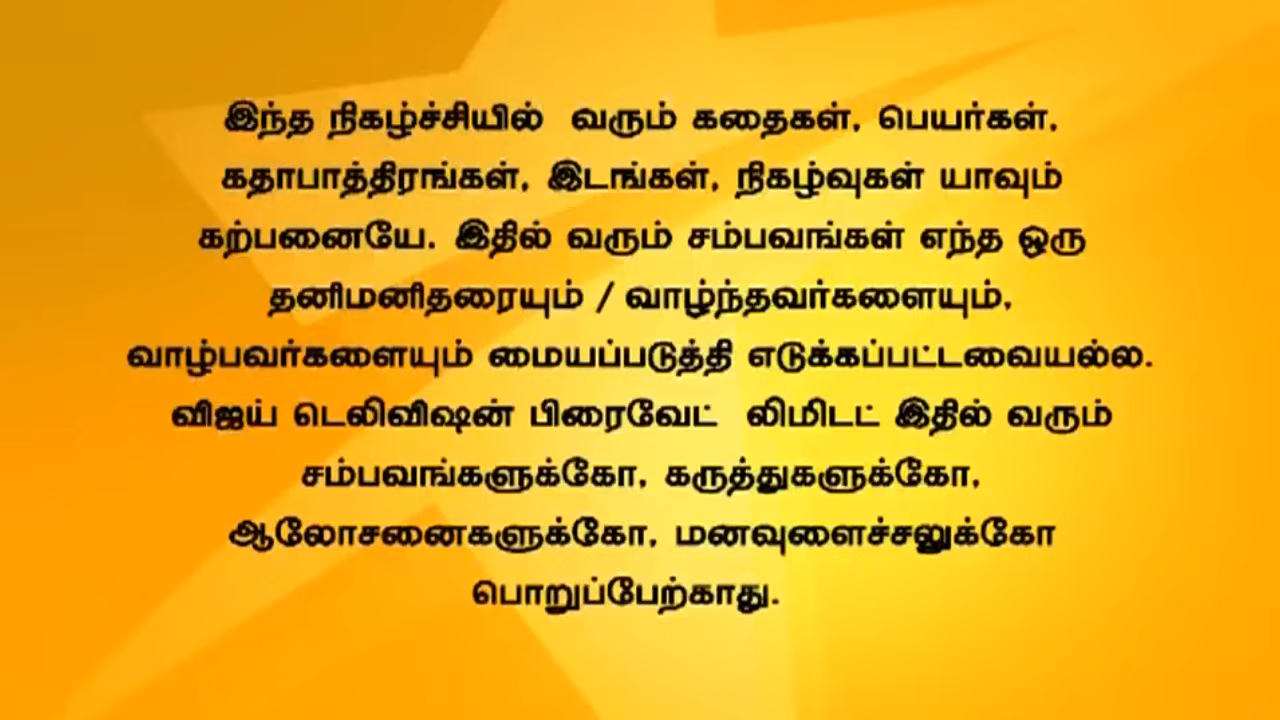 இந்த நிகழ்ச்சியில் வரும் கதைகள், பெயர்கள்,
கதாபாத்திரங்கள், இடங்கள், நிகழ்வுகள் யாவும்
கற்பனையே. இதில் வரும் சம்பவங்கள் எந்த ஒரு
தனிமனிதரையும் / வாழ்ந்தவர்களையும்,
வாழ்பவர்களையும் மையப்படுத்தி எடுக்கப்பட்டவையல்ல.
விஜய் டெலிவிஷன் பிரைவேட் லிமிடட் இதில் வரும்
சம்பவங்களுக்கோ, கருத்துகளுக்கோ,
ஆலோசனைகளுக்கோ, மனவுளைச்சலுக்கோ
பொறுப்பேற்காது.